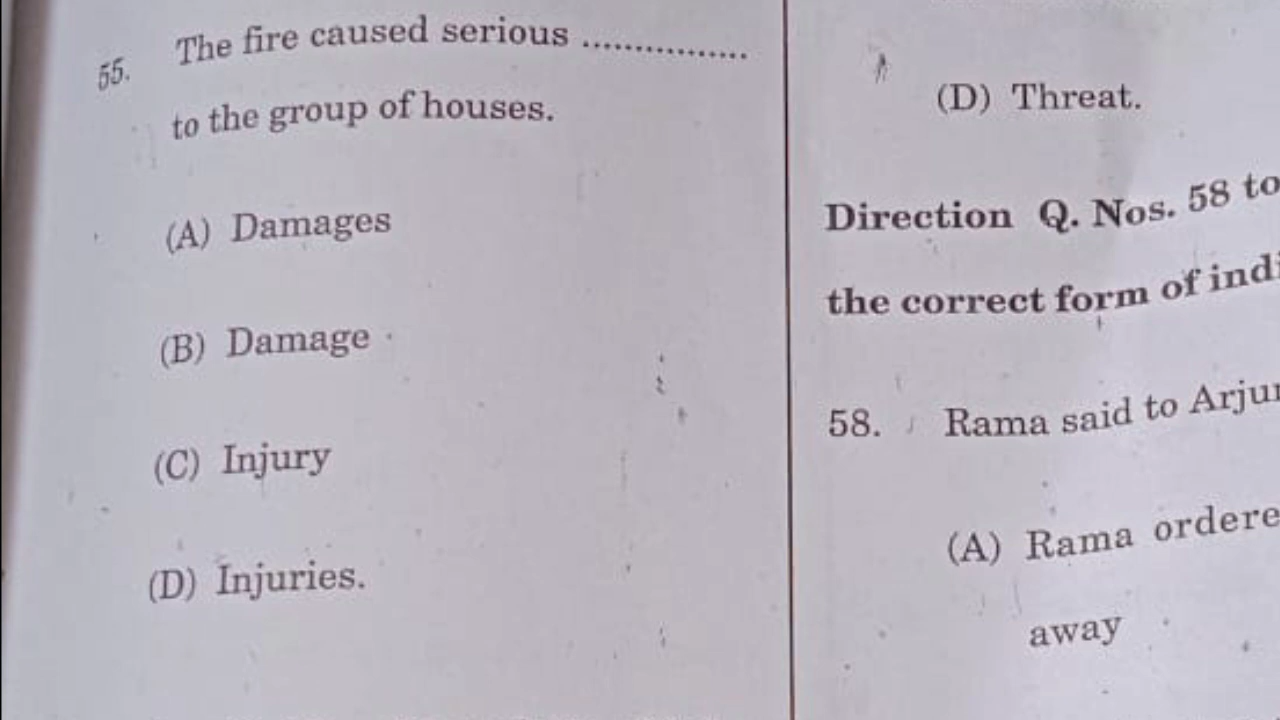 55. The fire caused serious ................
to the group of houses.
(A) Damages
(B) Damage
(C) Injury
(D) Injuries.
(D) Threat.
Direction Q. Nos. 58 to
the correct form of
58. Rama said to
(A) Rama
away